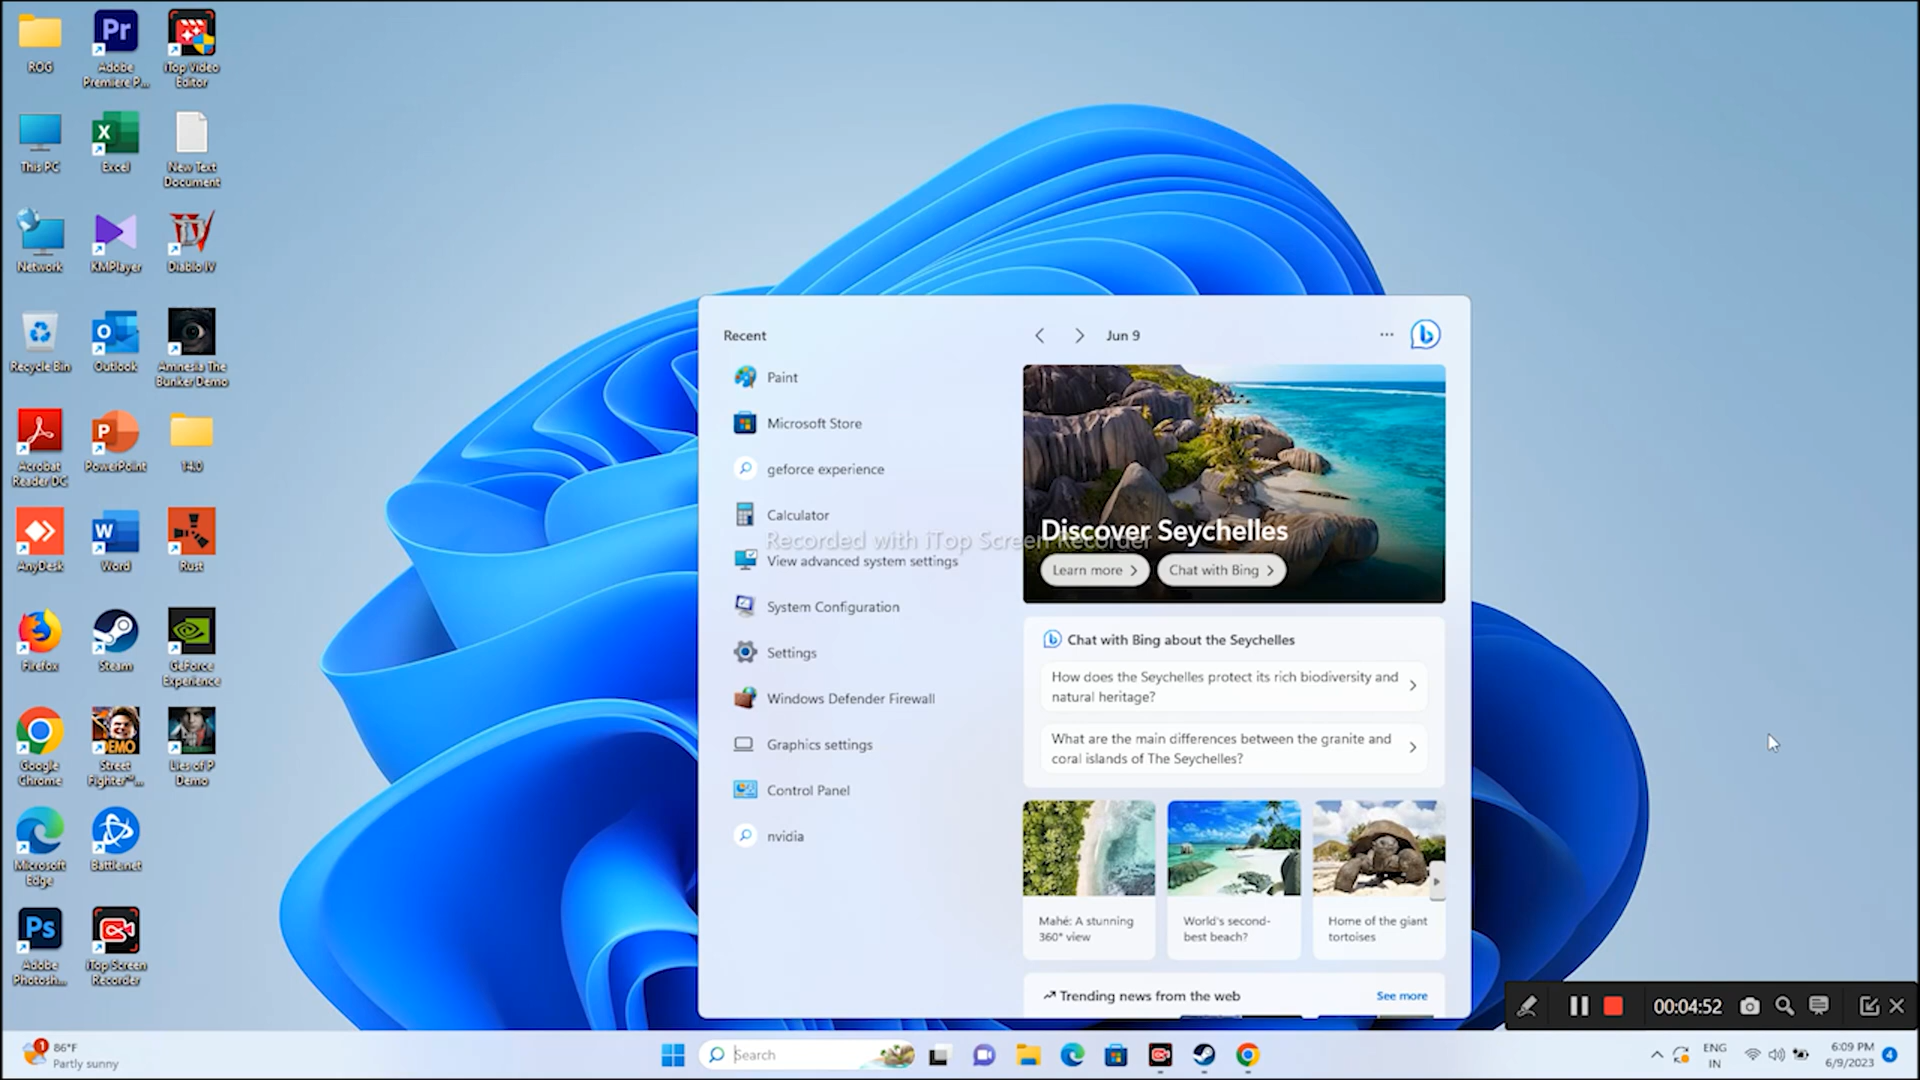 ROG
Adobe
Premiere P...
iTop Video
Editor
This PC
Excel
New Text
Document
Network
KMPlayer
Diablo IV
Recycle Bin
Outlook
Amnesia The
Bunker Demo
Acrobat
Reader DC
PowerPoint
14.0
AnyDesk
Word
Rust
Firefox
Steam
GeForce
Experience
Google
Chrome
DEMO
Street
Fighter™...
Lies of P
Demo
Microsoft
Edge
Battle.net
Adobe
Photosh...
iTop Screen
Recorder
Recent
Paint
Microsoft Store
geforce experience
Calculator
View advanced system settings
System Configuration
Settings
Windows Defender Firewall
Graphics settings
Control Panel
nvidia
Recorded with iTop Screen Recorder
Jun 9
...
Discover Seychelles
Learn more
Chat with Bing
Chat with Bing about the Seychelles
How does the Seychelles protect its rich biodiversity and
natural heritage?
What are the main differences between the granite and
coral islands of The Seychelles?
Mahé: A stunning
360° view
World's second-
best beach?
Home of the giant
tortoises
Trending news from the web
See more
00:04:52
1
86°F
Partly sunny
Search
ENG
IN
6:09 PM
6/9/2023
4